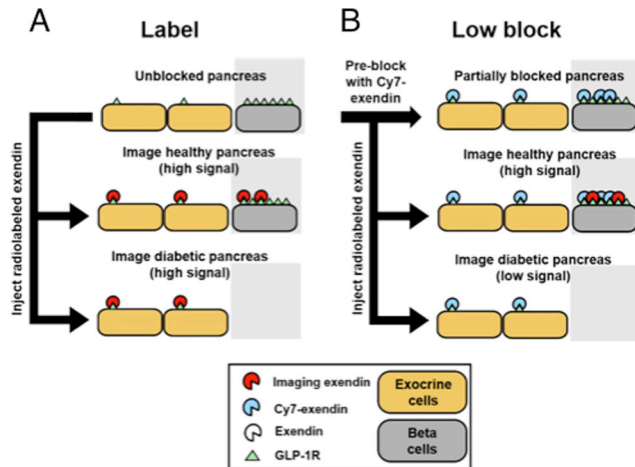 A
Label
Unblocked pancreas
Inject radiolabeled exendin
Image healthy pancreas
(high signal)
Image diabetic pancreas
(high signal)
B
Low block
Pre-block
with Cy7-
exendin
Partially blocked pancreas
Inject radiolabeled exendin
Image healthy pancreas
(high signal)
Image diabetic pancreas
(low signal)
Imaging exendin
Cy7-exendin
Exendin
GLP-1R
Exocrine
cells
Beta
cells